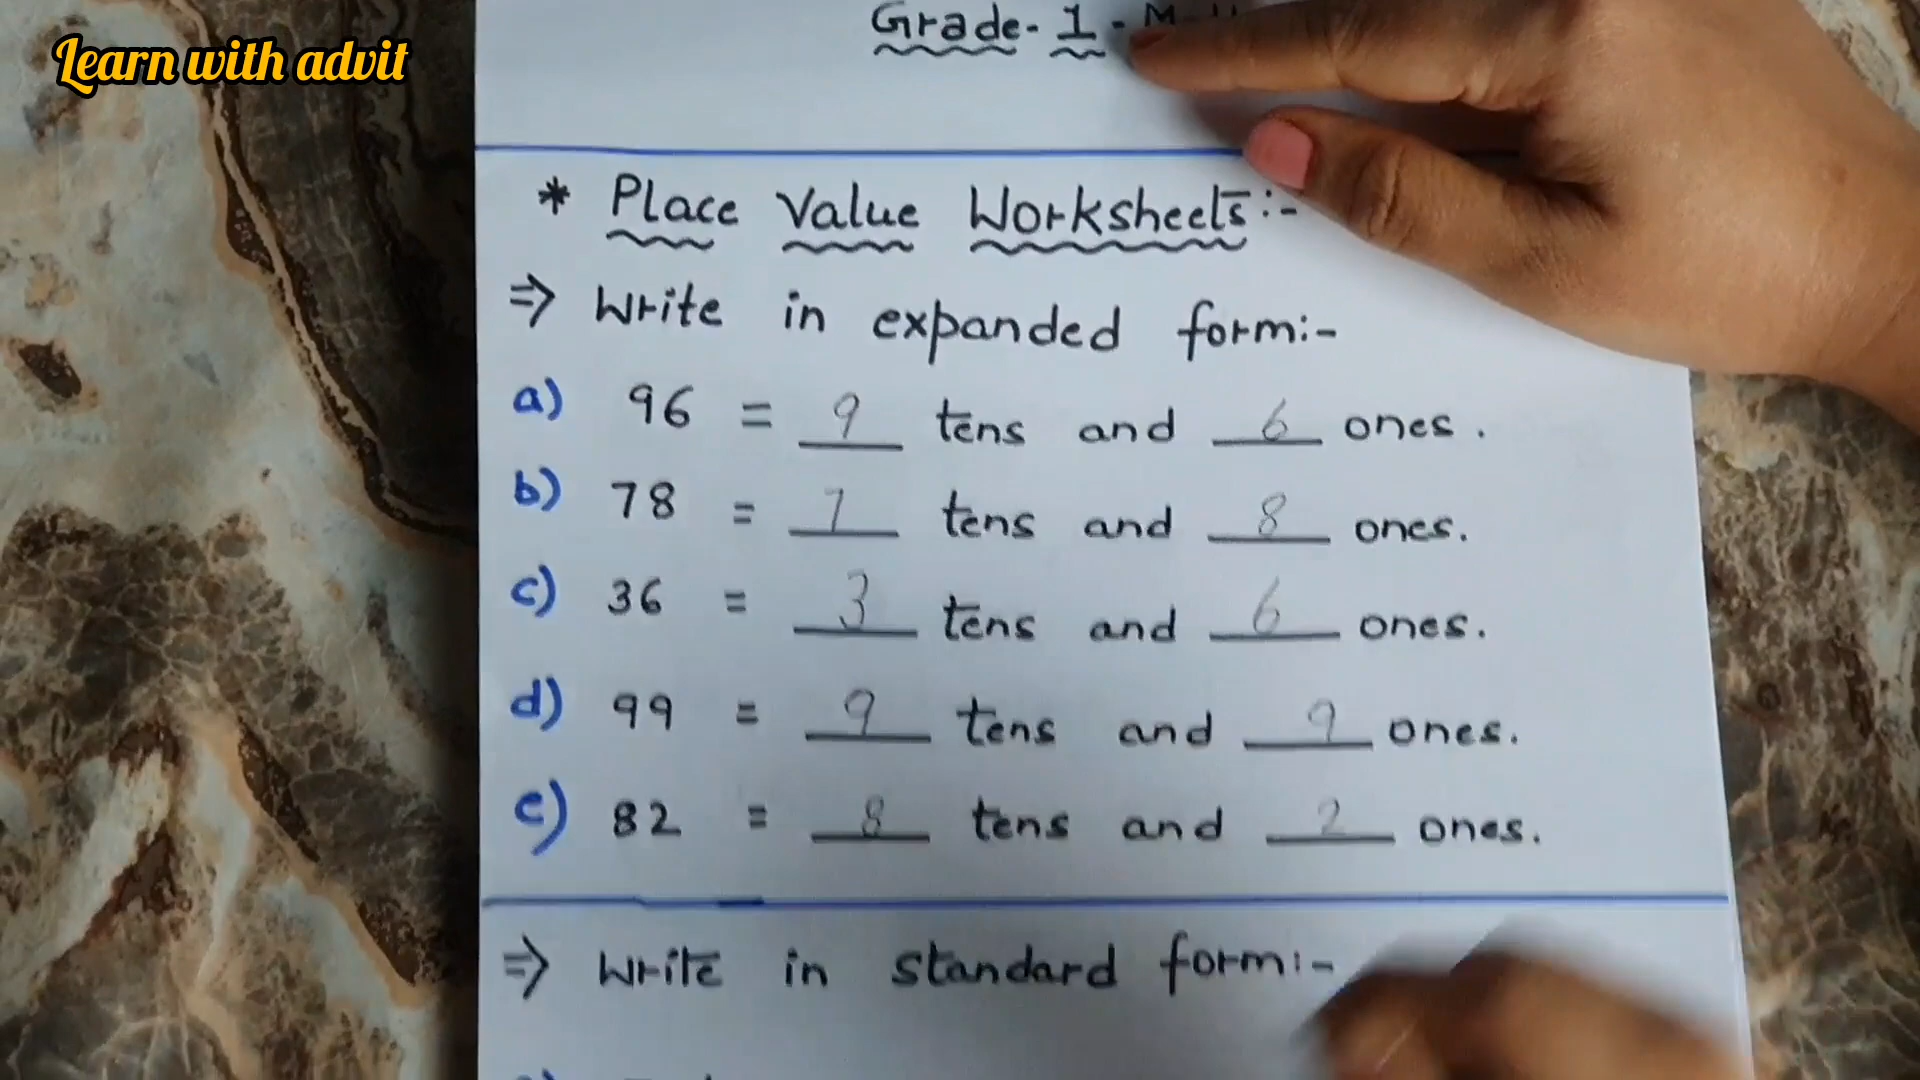 Learn with advit
Grade-1-
* Place Value Worksheets:-
=> Write in expanded form:-
a) 96 = 9 tens and 6 ones.
b) 78 = 7 tens and 8 ones.
c) 36 = 3 tens and 6 ones.
d) 99 = 9 tens and 9 ones.
e) 82 = 8 tens and 2 ones.
=> Write in standard form:-